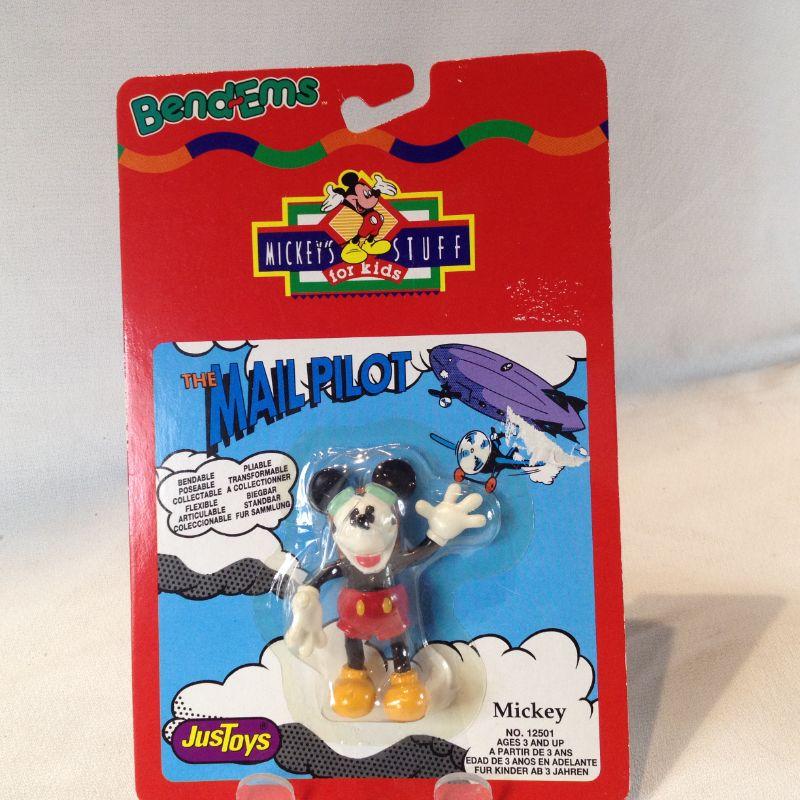 Bend-Ems
MICKEY'S STUFF
for kids
THE MAIL PILOT
BENDABLE
POSEABLE
COLLECTABLE
PLIABLE
TRANSFORMABLE
A COLLECTIONNER
FLEXIBLE
ARTICULABLE
COLECCIONABLE
BIEGBAR
STANDBAR
FUR SAMMLUNG
JusToys®
Mickey
NO. 12501
AGES 3 AND UP
A PARTIR DE 3 ANS
EDAD DE 3 ANOS EN ADELANTE
FUR KINDER AB 3 JAHREN